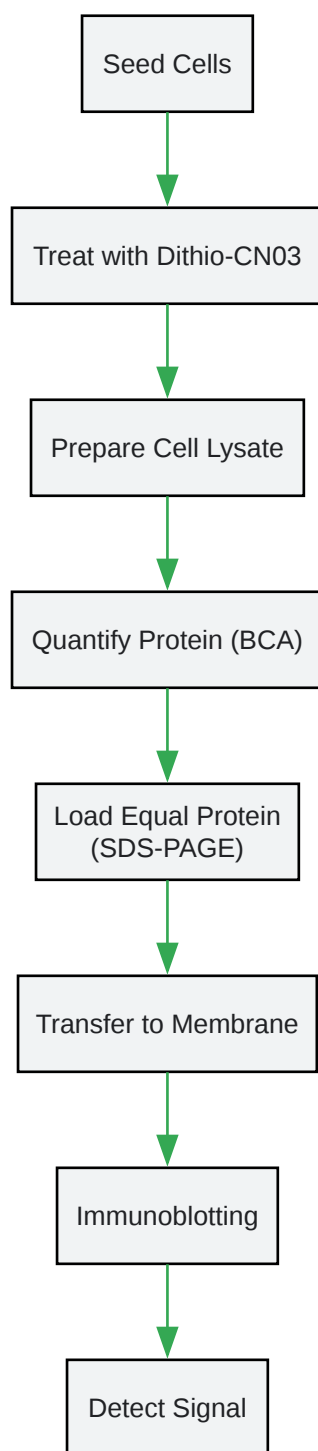 Seed Cells
Treat with Dithio-CN03
Prepare Cell Lysate
Quantify Protein (BCA)
Load Equal Protein
(SDS-PAGE)
Transfer to Membrane
Immunoblotting
Detect Signal